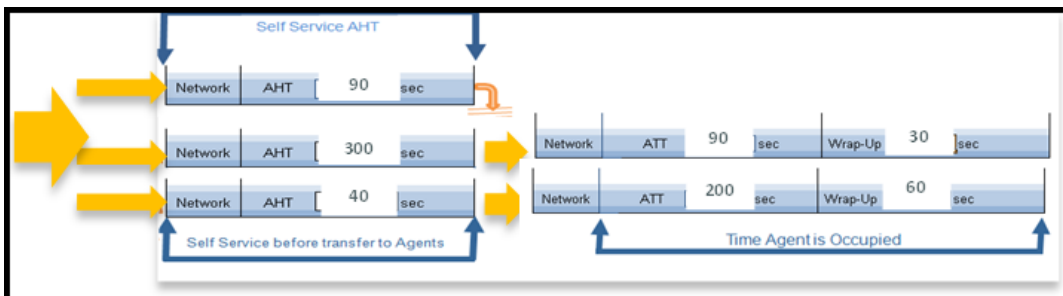 Self Service AHT
Network AHT [ 90 sec
Network AHT [ 300 sec
Network ATT 90 ]sec Wrap-Up 30 ]sec
Network AHT [ 40 sec
Network ATT 200 sec Wrap-Up 60 sec
Self Service before transfer to Agents
Time Agent is Occupied